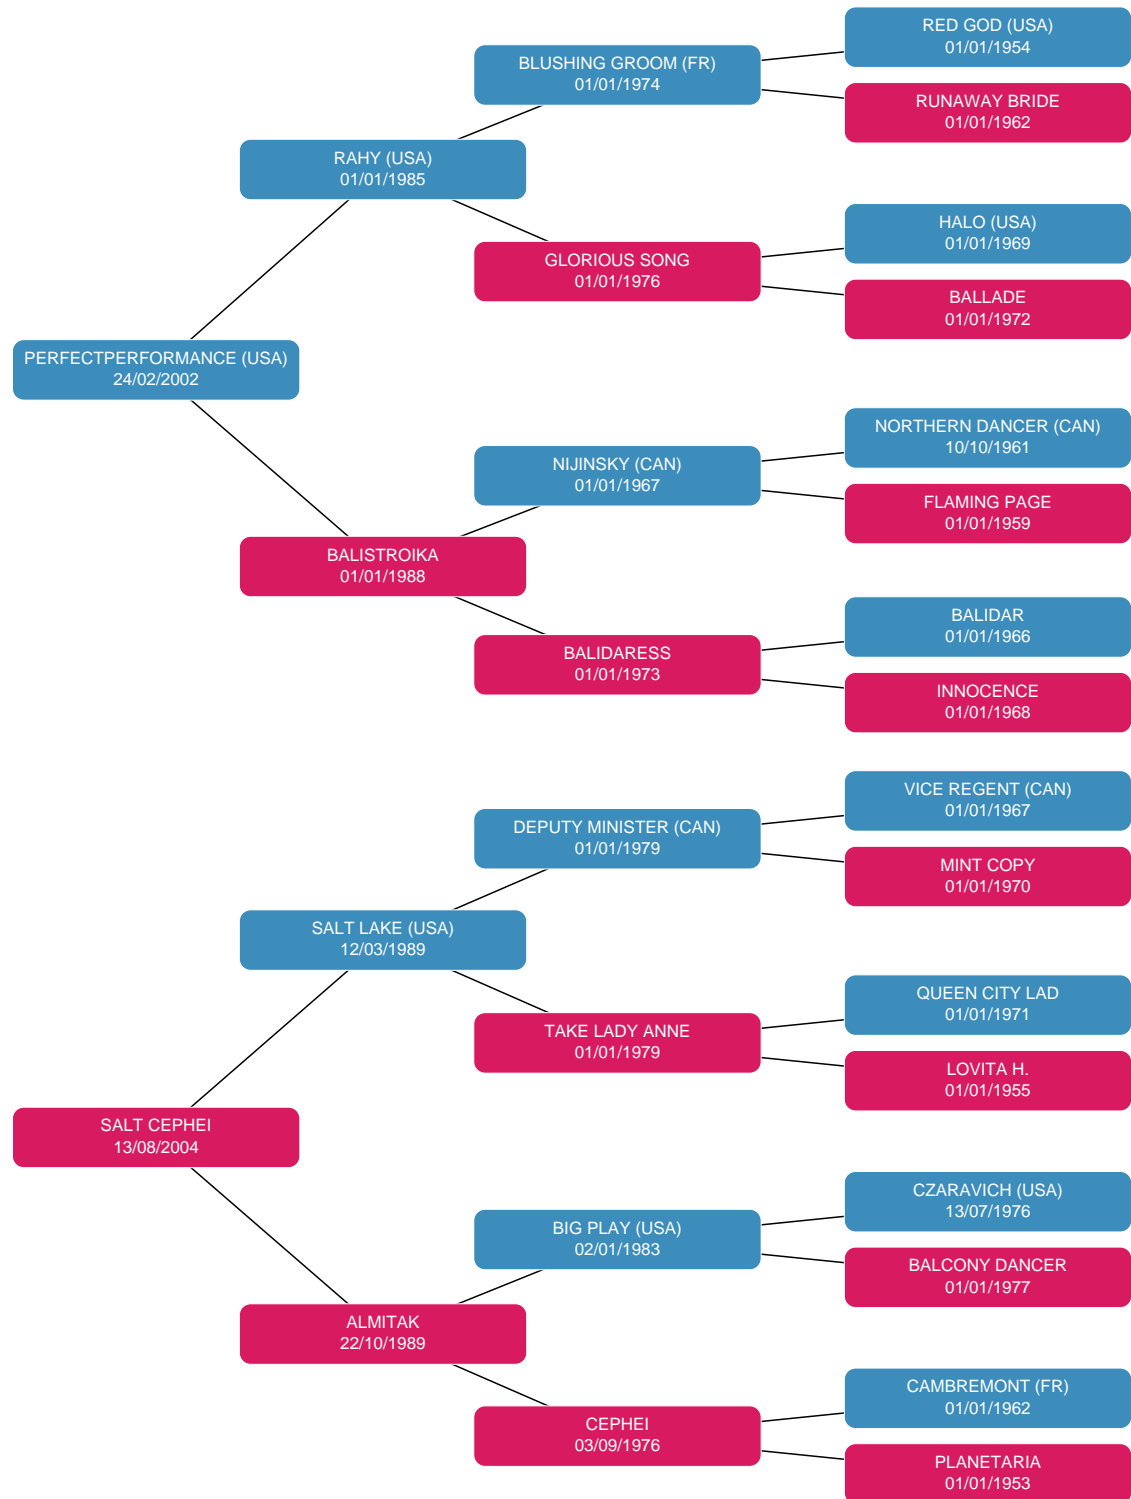 RED GOD (USA)
01/01/1954
BLUSHING GROOM (FR)
01/01/1974
RUNAWAY BRIDE
01/01/1962
RAHY (USA)
01/01/1985
HALO (USA)
01/01/1969
GLORIOUS SONG
01/01/1976
BALLADE
01/01/1972
PERFECTPERFORMANCE (USA)
24/02/2002
NORTHERN DANCER (CAN)
10/10/1961
NIJINSKY (CAN)
01/01/1967
FLAMING PAGE
01/01/1959
BALISTROIKA
01/01/1988
BALIDAR
01/01/1966
BALIDARESS
01/01/1973
INNOCENCE
01/01/1968
VICE REGENT (CAN)
01/01/1967
DEPUTY MINISTER (CAN)
01/01/1979
MINT COPY
01/01/1970
SALT LAKE (USA)
12/03/1989
QUEEN CITY LAD
01/01/1971
TAKE LADY ANNE
01/01/1979
LOVITA H.
01/01/1955
SALT CEPHEI
13/08/2004
CZARAVICH (USA)
13/07/1976
BIG PLAY (USA)
02/01/1983
BALCONY DANCER
01/01/1977
ALMITAK
22/10/1989
CAMBREMONT (FR)
01/01/1962
CEPHEI
03/09/1976
PLANETARIA
01/01/1953